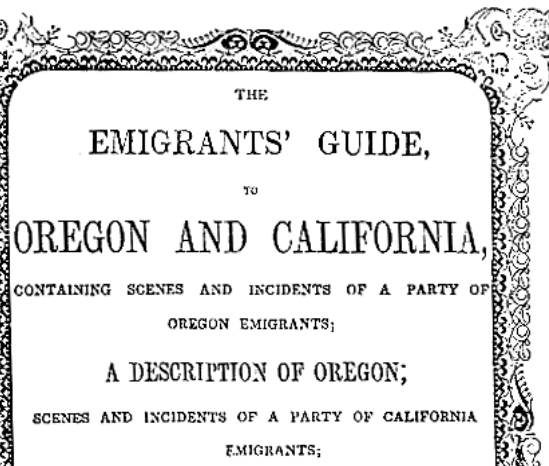 THE
EMIGRANTS' GUIDE,
TO
OREGON AND CALIFORNIA,
CONTAINING SCENES AND INCIDENTS OF A PARTY OF
OREGON EMIGRANTS;
A DESCRIPTION OF OREGON;
SCENES AND INCIDENTS OF A PARTY OF CALIFORNIA
EMIGRANTS;